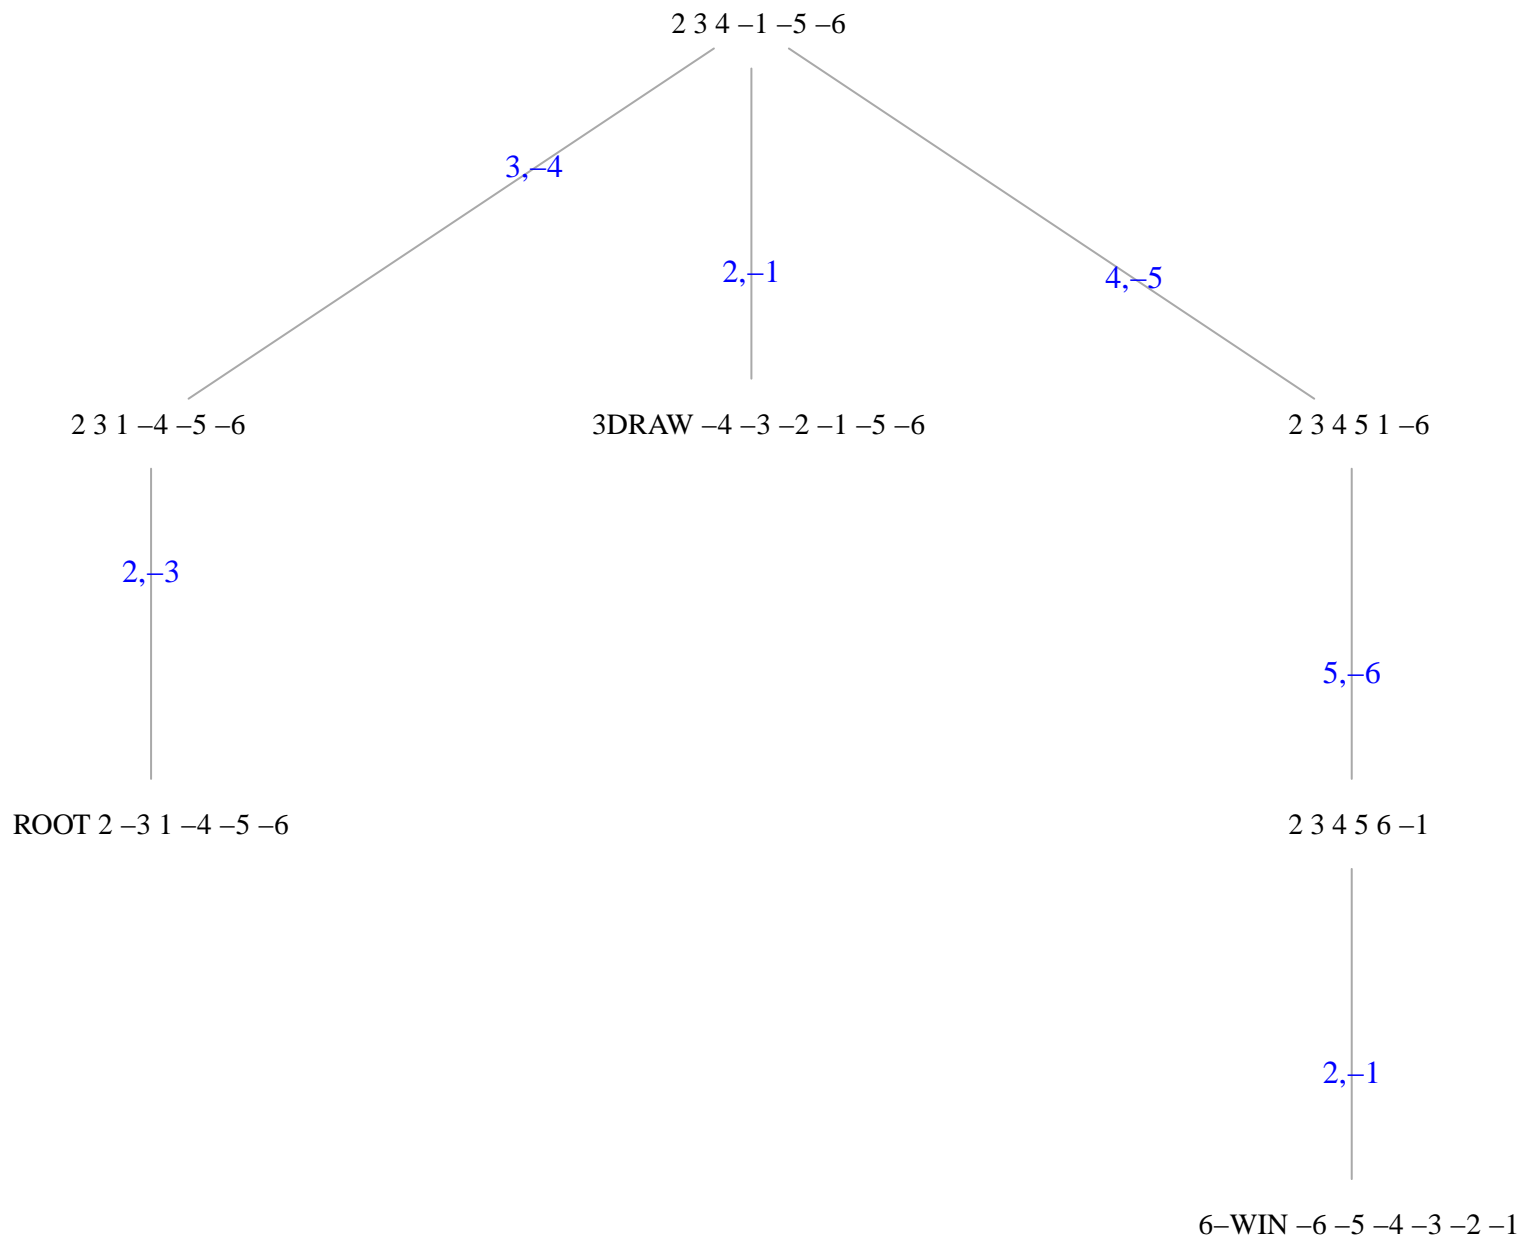 2 3 4 –1 –5 –6
3,–4
2,–1
4,–5
2 3 1 –4 –5 –6
3DRAW –4 –3 –2 –1 –5 –6
2 3 4 5 1 –6
2,–3
5,–6
ROOT 2 –3 1 –4 –5 –6
2 3 4 5 6 –1
2,–1
6–WIN –6 –5 –4 –3 –2 –1